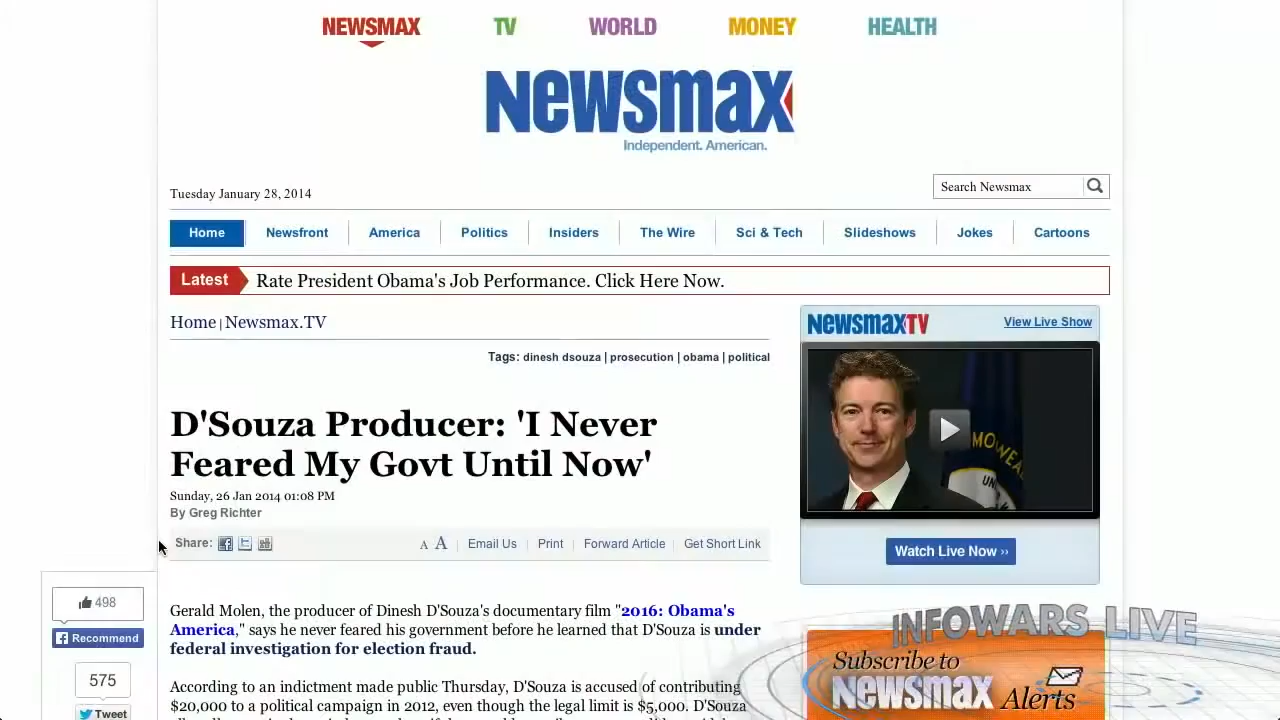 NEWSMAX TV WORLD MONEY HEALTH
Newsmax
Independent. American.
Tuesday January 28, 2014
Search Newsmax
Home Newsfront America Politics Insiders The Wire Sci & Tech Slideshows Jokes Cartoons
Latest Rate President Obama's Job Performance. Click Here Now.
Home | Newsmax.TV
Tags: dinesh dsouza | prosecution | obama | political
D'Souza Producer: 'I Never
Feared My Govt Until Now'
Sunday, 26 Jan 2014 01:08 PM
By Greg Richter
Share: A A Email Us Print Forward Article Get Short Link
498
Recommend
575
Tweet
Gerald Molen, the producer of Dinesh D'Souza's documentary film "2016: Obama's
America," says he never feared his government before he learned that D'Souza is under
federal investigation for election fraud.
According to an indictment made public Thursday, D'Souza is accused of contributing
$20,000 to a political campaign in even though the legal limit is $5,000. D'Souza
NEWSMAXTV View Live Show
Watch Live Now ››
INFOWARS LIVE
Subscribe to
Newsmax Alerts